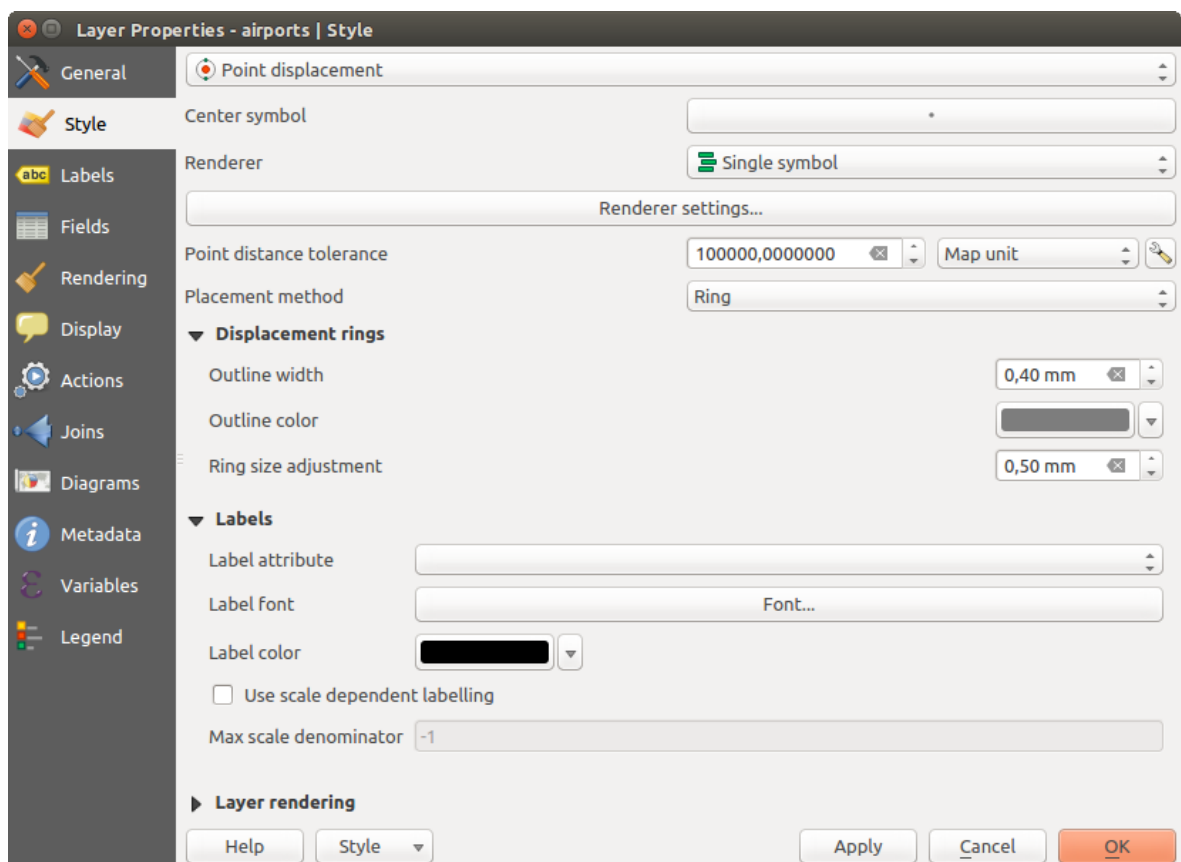 Layer Properties - airports | Style
General
Style
abc Labels
Fields
Rendering
Display
Actions
Joins
Diagrams
Metadata
Variables
Legend
Point displacement
Center symbol
Renderer Single symbol
Renderer settings...
Point distance tolerance 100000,0000000 Map unit
Placement method Ring
Displacement rings
Outline width 0,40 mm
Outline color
Ring size adjustment 0,50 mm
Labels
Label attribute
Label font Font...
Label color
Use scale dependent labelling
Max scale denominator -1
Layer rendering
Help Style Apply Cancel OK